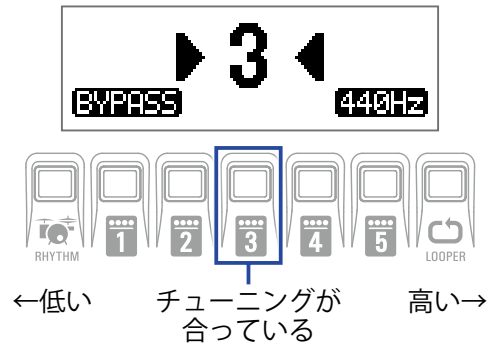 3
BYPASS 440Hz
1 2 3 4 5
RHYTHM LOOPER
←低い チューニングが 高い→
合っている